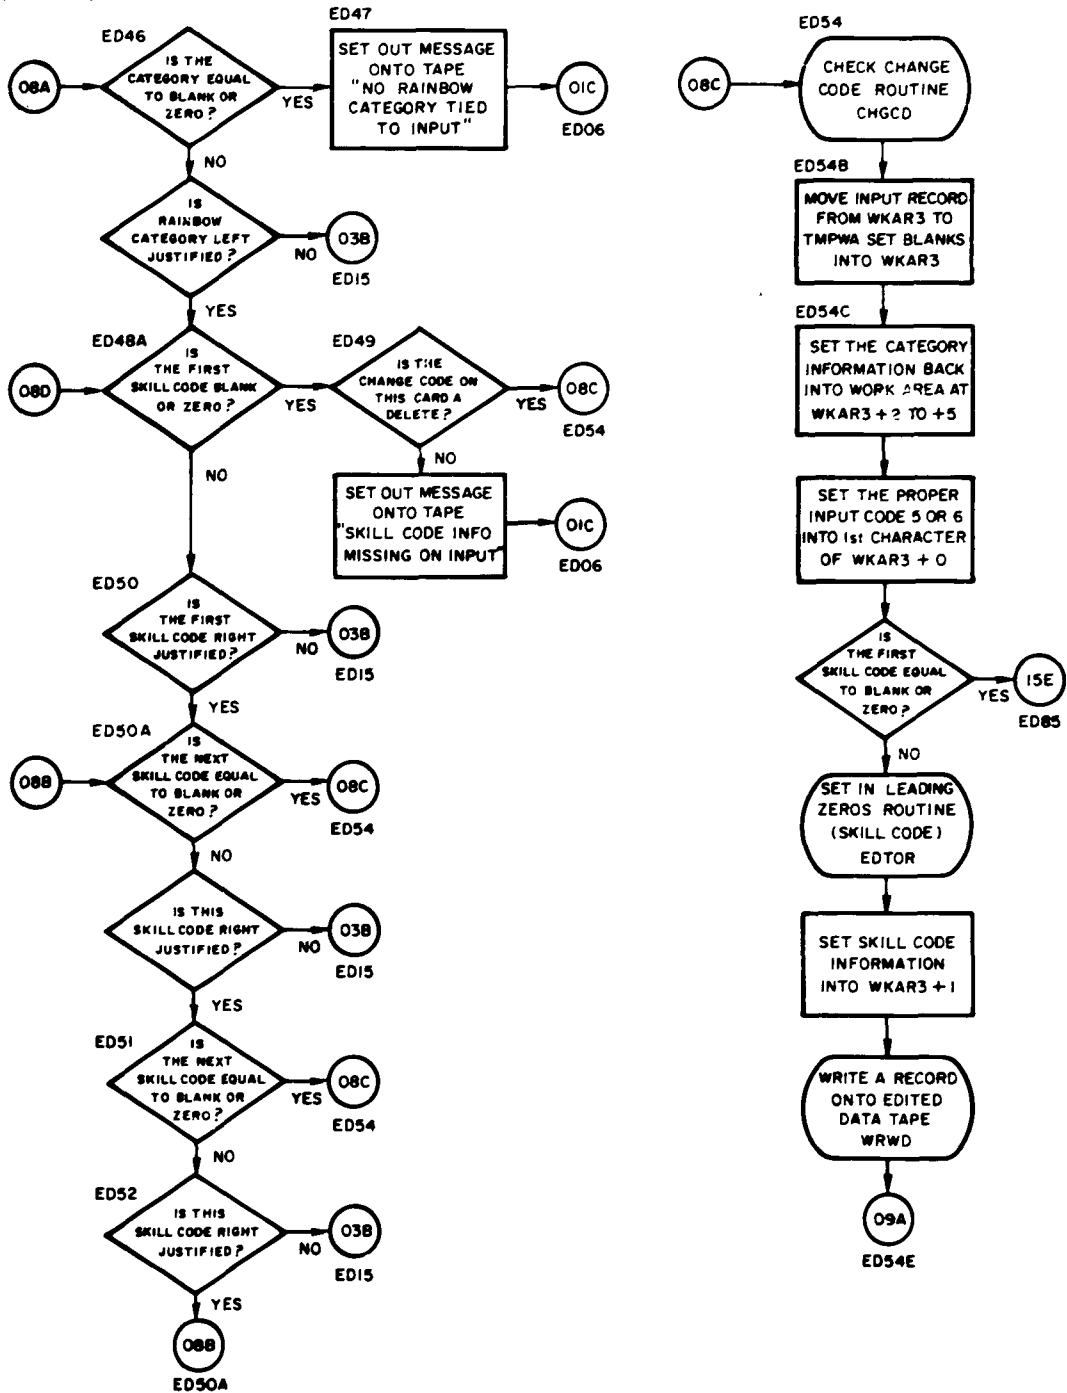 ED46
08A
IS THE
CATEGORY EQUAL
TO BLANK OR
ZERO?
YES
ED47
SET OUT MESSAGE
ONTO TAPE
"NO RAINBOW
CATEGORY TIED
TO INPUT"
01C
ED06
NO
IS
RAINBOW
CATEGORY LEFT
JUSTIFIED?
NO
03B
ED15
YES
ED48A
08D
IS
THE FIRST
SKILL CODE BLANK
OR ZERO?
YES
ED49
IS THE
CHANGE CODE ON
THIS CARD A
DELETE?
YES
08C
ED54
NO
NO
SET OUT MESSAGE
ONTO TAPE
"SKILL CODE INFO
MISSING ON INPUT"
01C
ED06
ED50
IS
THE FIRST
SKILL CODE RIGHT
JUSTIFIED?
NO
03B
ED15
YES
ED50A
08B
IS
THE NEXT
SKILL CODE EQUAL
TO BLANK OR
ZERO?
YES
08C
ED54
NO
IS THIS
SKILL CODE RIGHT
JUSTIFIED?
NO
03B
ED15
YES
ED51
IS
THE NEXT
SKILL CODE EQUAL
TO BLANK OR
ZERO?
YES
08C
ED54
NO
ED52
IS THIS
SKILL CODE RIGHT
JUSTIFIED?
NO
03B
ED15
YES
08B
ED50A
ED54
08C
CHECK CHANGE
CODE ROUTINE
CHGCD
ED54B
MOVE INPUT RECORD
FROM WKAR3 TO
TMPWA SET BLANKS
INTO WKAR3
ED54C
SET THE CATEGORY
INFORMATION BACK
INTO WORK AREA AT
WKAR3+2 TO +5
SET THE PROPER
INPUT CODE 5 OR 6
INTO 1st CHARACTER
OF WKAR3 + 0
IS
THE FIRST
SKILL CODE EQUAL
TO BLANK OR
ZERO?
YES
15E
ED85
NO
SET IN LEADING
ZEROS ROUTINE
(SKILL CODE)
EDTOR
SET SKILL CODE
INFORMATION
INTO WKAR3+1
WRITE A RECORD
ONTO EDITED
DATA TAPE
WRWD
09A
ED54E